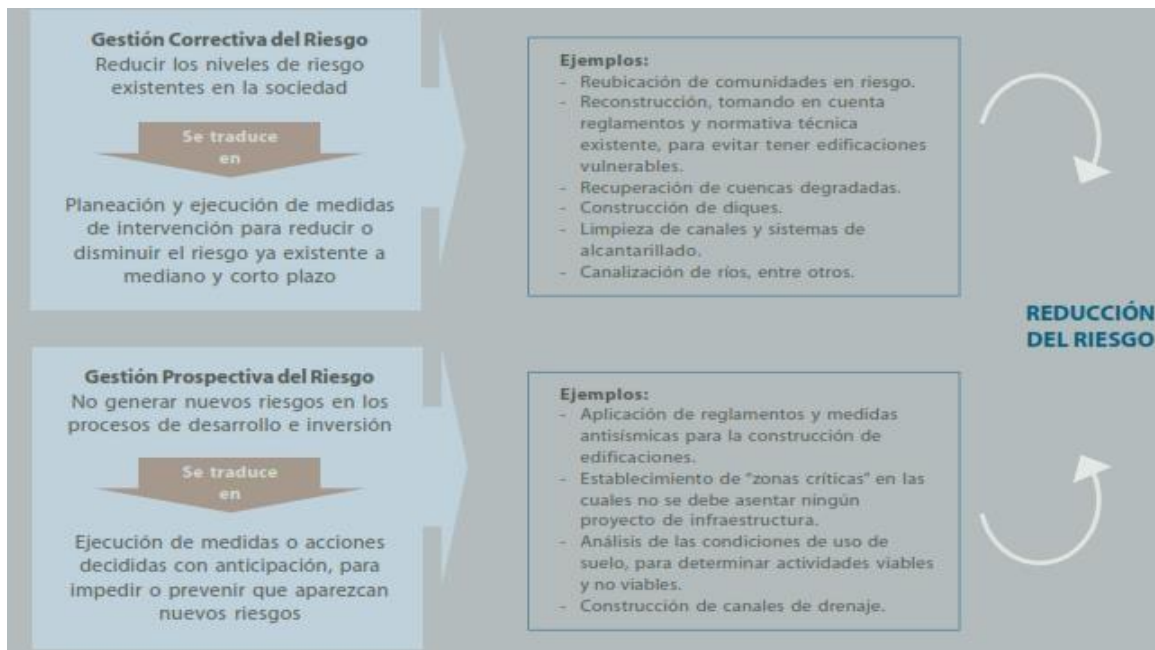 Gestión Correctiva del Riesgo
Reducir los niveles de riesgo
existentes en la sociedad
Se traduce
en
Planeación y ejecución de medidas
de intervención para reducir o
disminuir el riesgo ya existente a
mediano y corto plazo
Ejemplos:
- Reubicación de comunidades en riesgo.
- Reconstrucción, tomando en cuenta
reglamentos y normativa técnica
existente, para evitar tener edificaciones
vulnerables.
- Recuperación de cuencas degradadas.
- Construcción de diques.
- Limpieza de canales y sistemas de
alcantarillado.
- Canalización de ríos, entre otros.
Gestión Prospectiva del Riesgo
No generar nuevos riesgos en los
procesos de desarrollo e inversión
Se traduce
en
Ejecución de medidas o acciones
decididas con anticipación, para
impedir o prevenir que aparezcan
nuevos riesgos
Ejemplos:
- Aplicación de reglamentos y medidas
antisísmicas para la construcción de
edificaciones.
- Establecimiento de "zonas críticas" en las
cuales no se debe asentar ningún
proyecto de infraestructura.
- Análisis de las condiciones de uso de
suelo, para determinar actividades viables
y no viables.
- Construcción de canales de drenaje.
REDUCCIÓN
DEL RIESGO